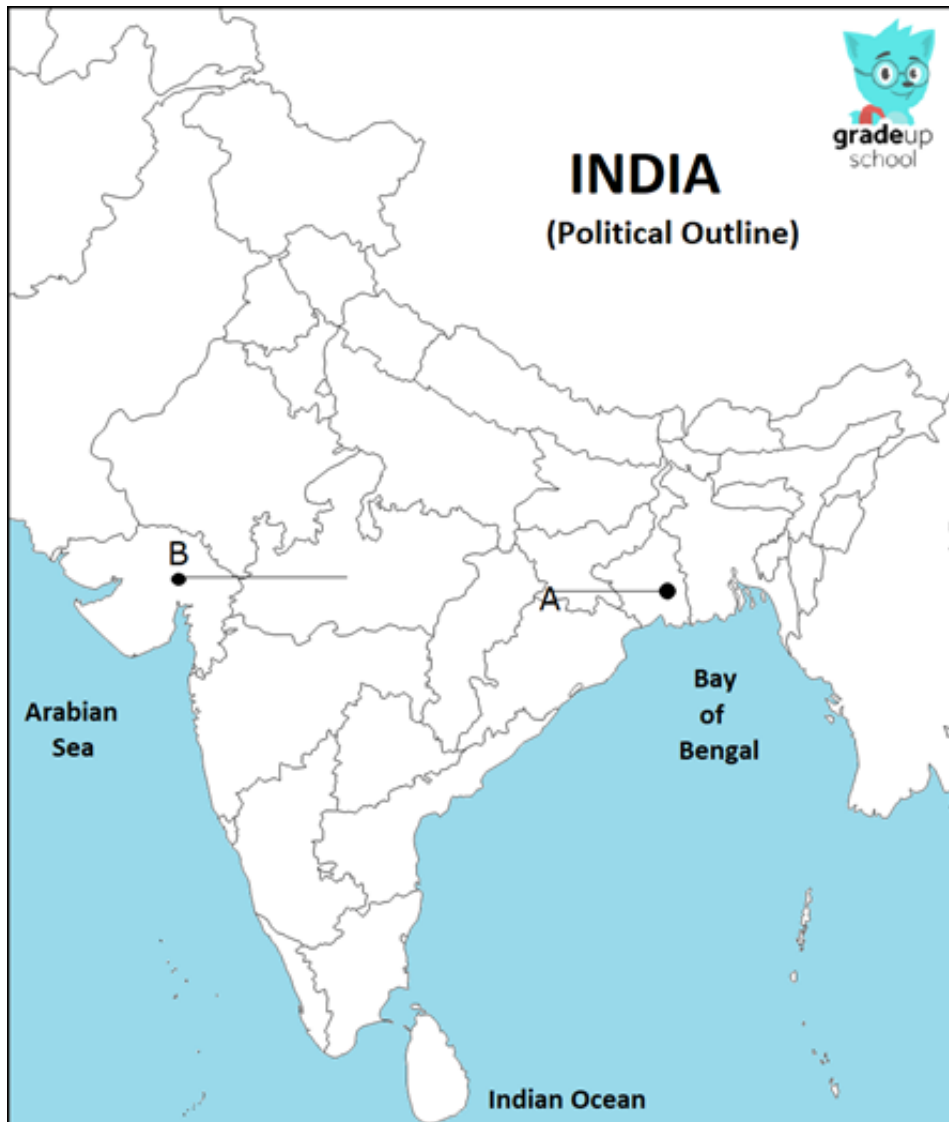 gradeup
school
INDIA
(Political Outline)
B
A
Arabian
Sea
Bay
of
Bengal
Indian Ocean